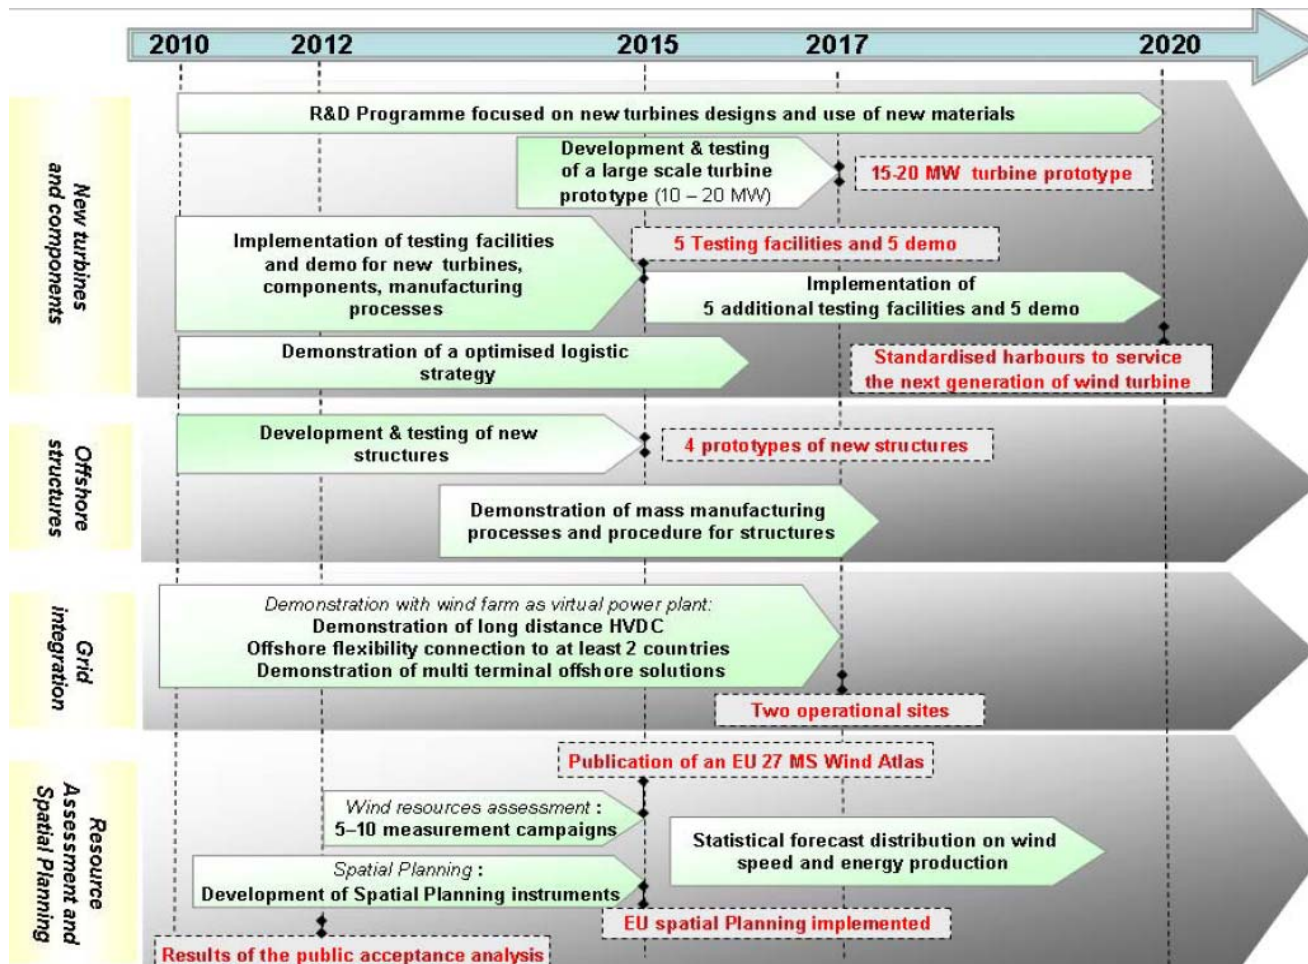 2010 2012 2015 2017 2020
New turbines
and components
R&D Programme focused on new turbines designs and use of new materials
Development & testing
of a large scale turbine
prototype (10 – 20 MW)
15-20 MW turbine prototype
Implementation of testing facilities
and demo for new turbines,
components, manufacturing
processes
5 Testing facilities and 5 demo
Implementation of
5 additional testing facilities and 5 demo
Demonstration of a optimised logistic
strategy
Standardised harbours to service
the next generation of wind turbine
Offshore
structures
Development & testing of new
structures
4 prototypes of new structures
Demonstration of mass manufacturing
processes and procedure for structures
Grid
integration
Demonstration with wind farm as virtual power plant:
Demonstration of long distance HVDC
Offshore flexibility connection to at least 2 countries
Demonstration of multi terminal offshore solutions
Two operational sites
Resource
Assessment and
Spatial Planning
Publication of an EU 27 MS Wind Atlas
Wind resources assessment :
5–10 measurement campaigns
Statistical forecast distribution on wind
speed and energy production
Spatial Planning :
Development of Spatial Planning instruments
EU spatial Planning implemented
Results of the public acceptance analysis